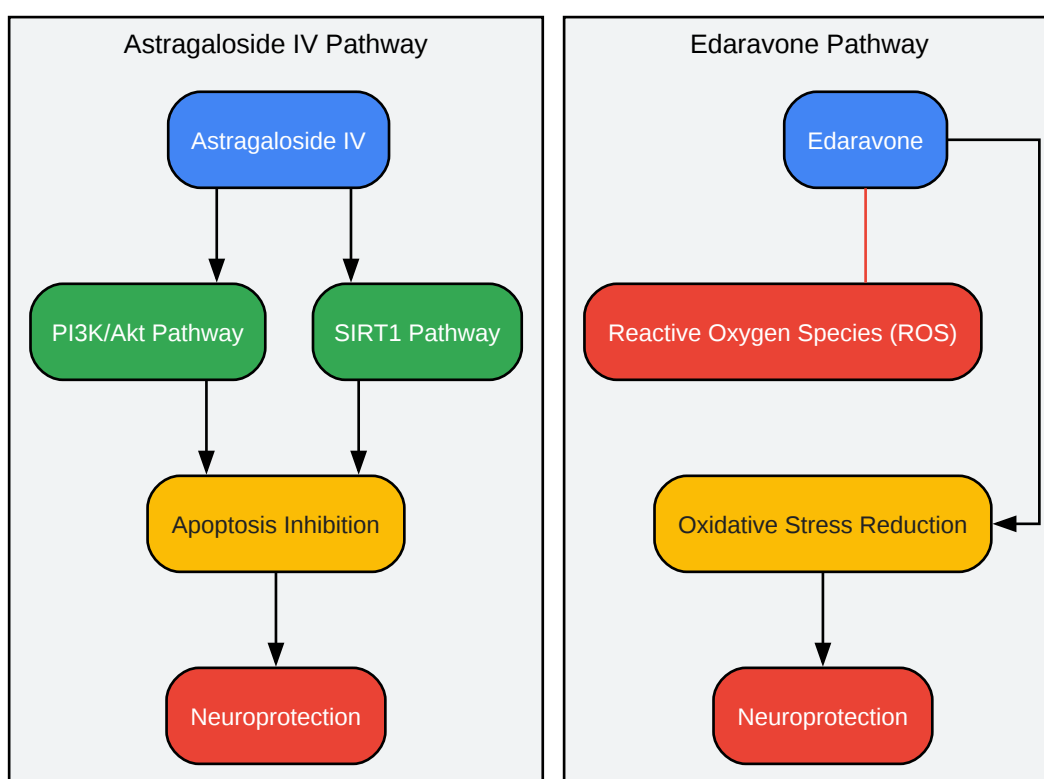 Astragaloside IV Pathway
Astragaloside IV
PI3K/Akt Pathway
SIRT1 Pathway
Apoptosis Inhibition
Neuroprotection
Edaravone Pathway
Edaravone
Reactive Oxygen Species (ROS)
Oxidative Stress Reduction
Neuroprotection